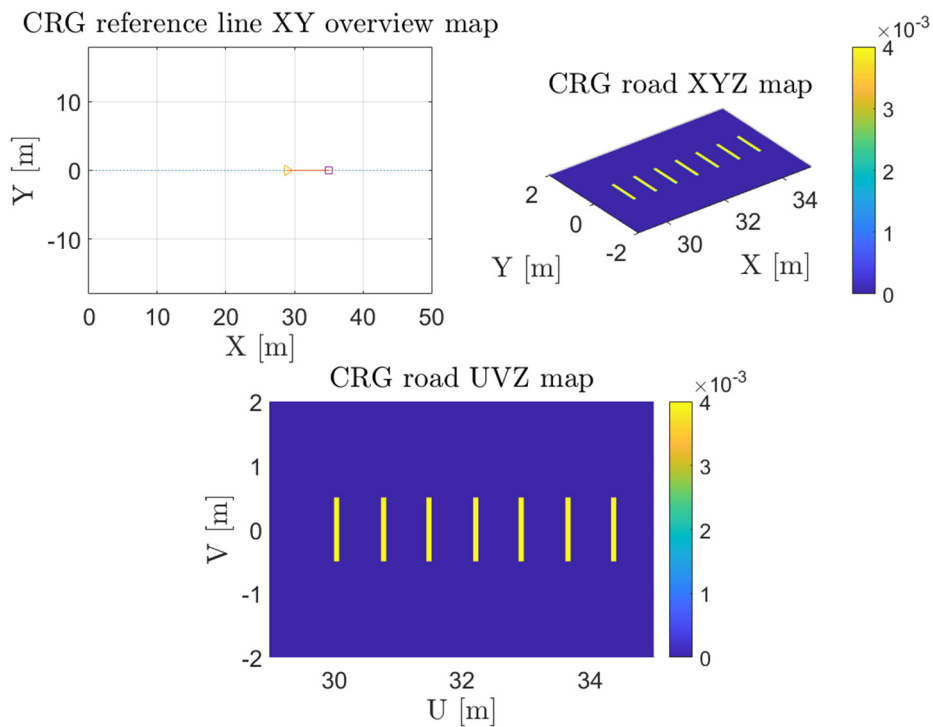 CRG reference line XY overview map
10
0
-10
Y [m]
0 10 20 30 40 50
X [m]
CRG road XYZ map
2
0
-2
Y [m]
30
32
34
X [m]
×10⁻³
4
3
2
1
0
CRG road UVZ map
2
1
0
-1
-2
V [m]
30 32 34
U [m]
×10⁻³
4
3
2
1
0